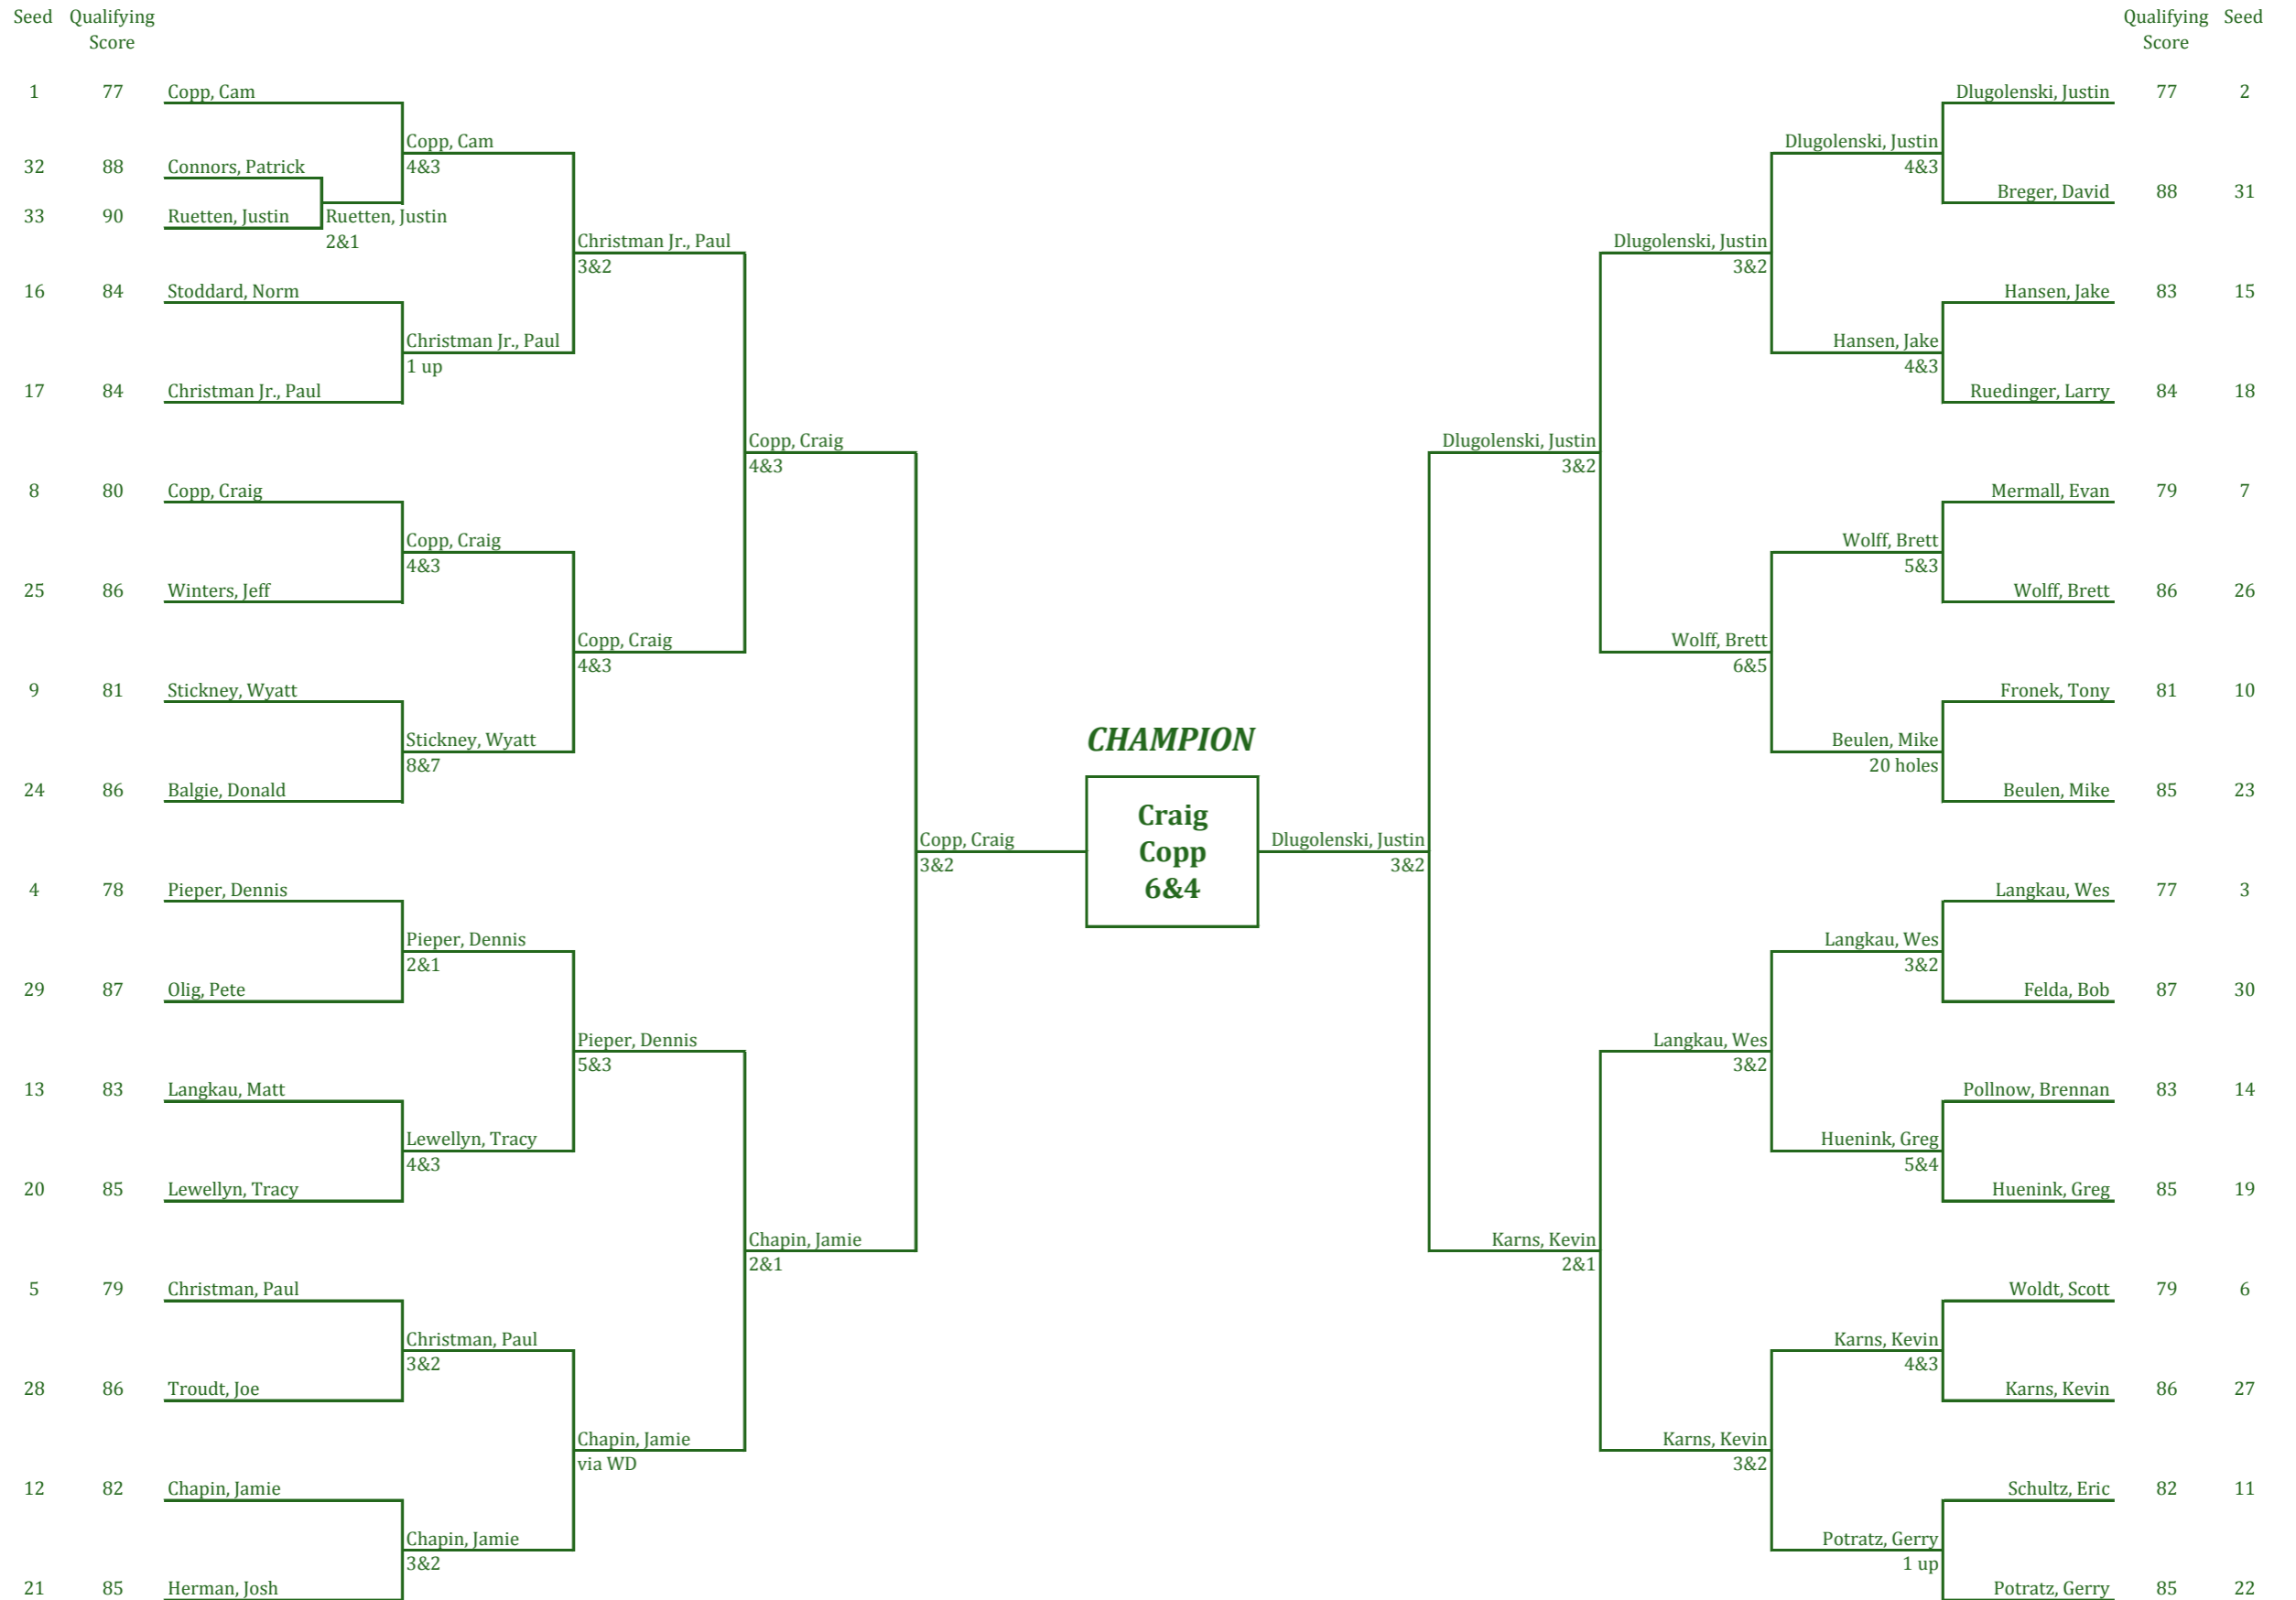 Seed Qualifying Score
Qualifying Score Seed
1 77 Copp, Cam
Dlugolenski, Justin 77 2
Copp, Cam
4&3
Dlugolenski, Justin
4&3
32 88 Connors, Patrick
Breger, David 88 31
33 90 Ruetten, Justin
Ruetten, Justin
2&1
Christman Jr., Paul
3&2
Dlugolenski, Justin
3&2
16 84 Stoddard, Norm
Hansen, Jake 83 15
Christman Jr., Paul
1 up
Hansen, Jake
4&3
17 84 Christman Jr., Paul
Ruedinger, Larry 84 18
Copp, Craig
4&3
Dlugolenski, Justin
3&2
8 80 Copp, Craig
Mermall, Evan 79 7
Copp, Craig
4&3
Wolff, Brett
5&3
25 86 Winters, Jeff
Wolff, Brett 86 26
Copp, Craig
4&3
Wolff, Brett
6&5
9 81 Stickney, Wyatt
Fronek, Tony 81 10
Stickney, Wyatt
8&7
CHAMPION
Beulen, Mike
20 holes
24 86 Balgie, Donald
Beulen, Mike 85 23
Craig
Copp
6&4
Copp, Craig
3&2
Dlugolenski, Justin
3&2
4 78 Pieper, Dennis
Langkau, Wes 77 3
Pieper, Dennis
2&1
Langkau, Wes
3&2
29 87 Olig, Pete
Felda, Bob 87 30
Pieper, Dennis
5&3
Langkau, Wes
3&2
13 83 Langkau, Matt
Pollnow, Brennan 83 14
Lewellyn, Tracy
4&3
Huenink, Greg
5&4
20 85 Lewellyn, Tracy
Huenink, Greg 85 19
Chapin, Jamie
2&1
Karns, Kevin
2&1
5 79 Christman, Paul
Woldt, Scott 79 6
Christman, Paul
3&2
Karns, Kevin
4&3
28 86 Troudt, Joe
Karns, Kevin 86 27
Chapin, Jamie
via WD
Karns, Kevin
3&2
12 82 Chapin, Jamie
Schultz, Eric 82 11
Chapin, Jamie
3&2
Potratz, Gerry
1 up
21 85 Herman, Josh
Potratz, Gerry 85 22